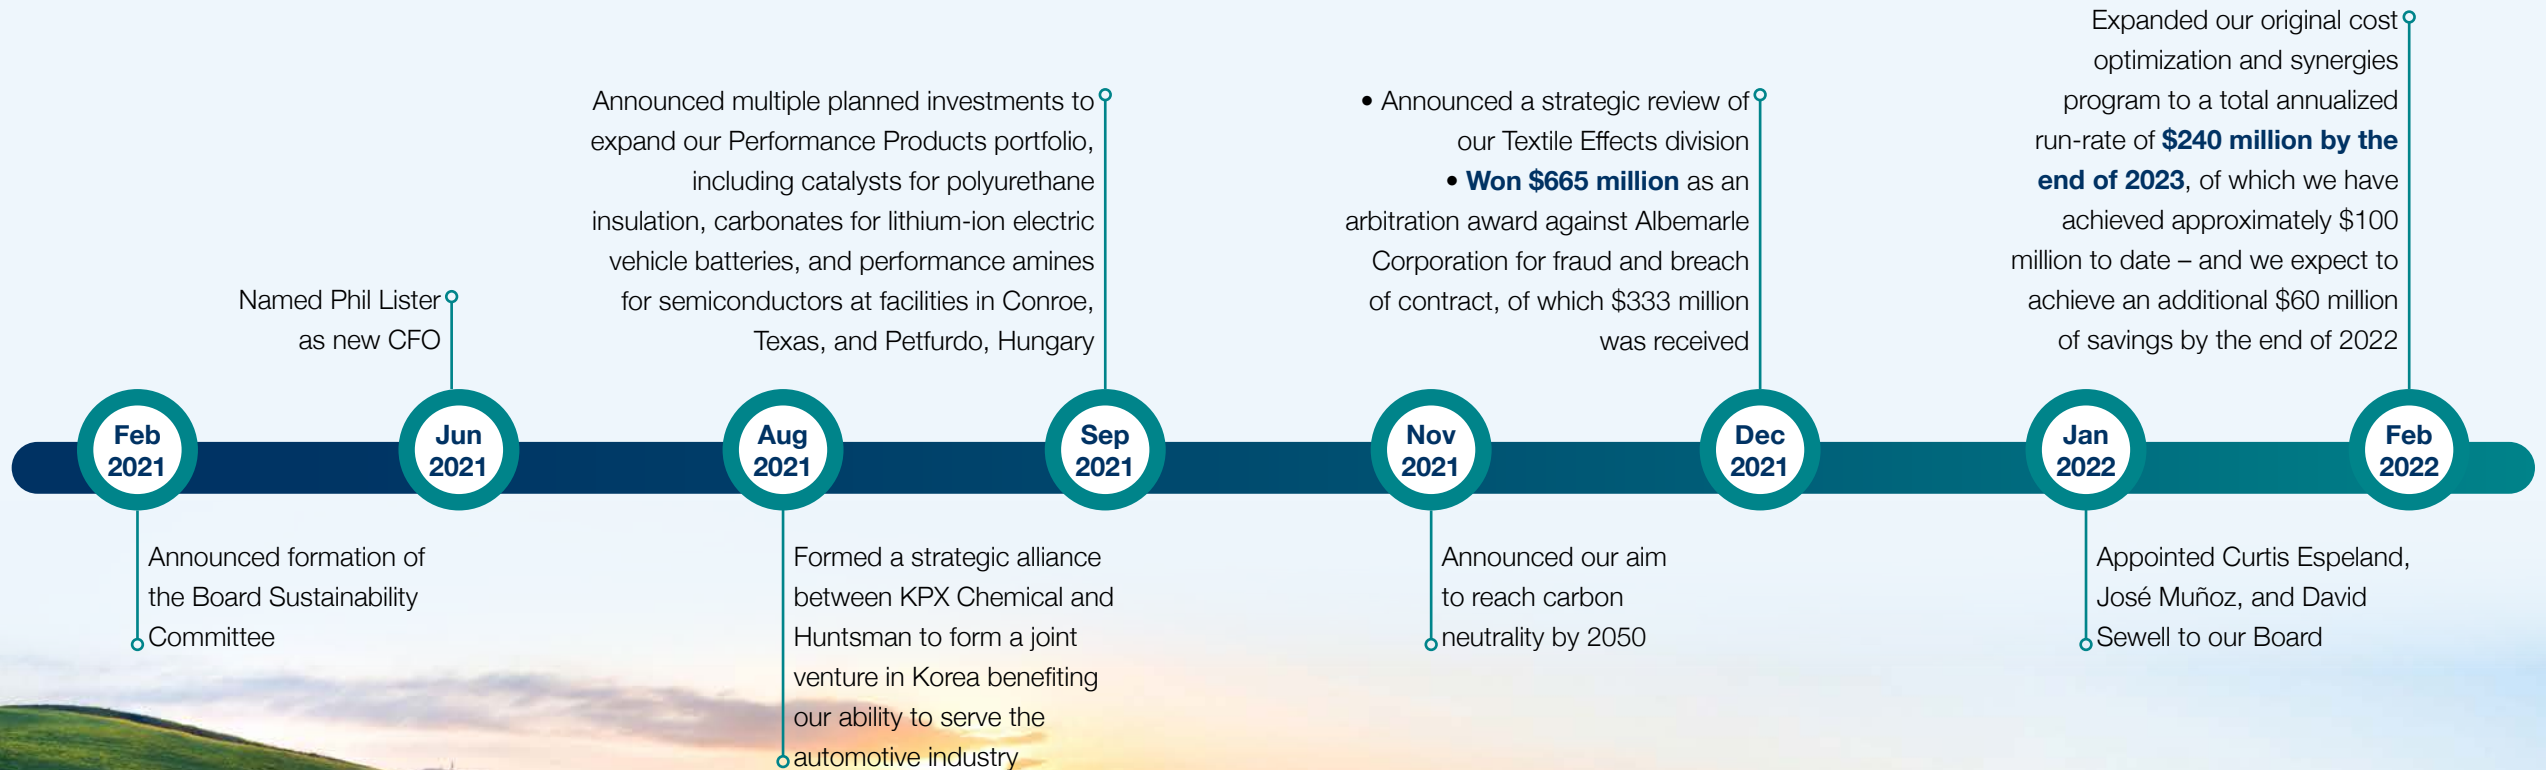 Feb
2021
Announced formation of
the Board Sustainability
Committee
Named Phil Lister
as new CFO
Jun
2021
Aug
2021
Formed a strategic alliance
between KPX Chemical and
Huntsman to form a joint
venture in Korea benefiting
our ability to serve the
automotive industry
Announced multiple planned investments to
expand our Performance Products portfolio,
including catalysts for polyurethane
insulation, carbonates for lithium-ion electric
vehicle batteries, and performance amines
for semiconductors at facilities in Conroe,
Texas, and Petfurdo, Hungary
Sep
2021
Nov
2021
Announced our aim
to reach carbon
neutrality by 2050
• Announced a strategic review of
our Textile Effects division
• Won $665 million as an
arbitration award against Albemarle
Corporation for fraud and breach
of contract, of which $333 million
was received
Dec
2021
Jan
2022
Appointed Curtis Espeland,
José Muñoz, and David
Sewell to our Board
Expanded our original cost
optimization and synergies
program to a total annualized
run-rate of $240 million by the
end of 2023, of which we have
achieved approximately $100
million to date – and we expect to
achieve an additional $60 million
of savings by the end of 2022
Feb
2022